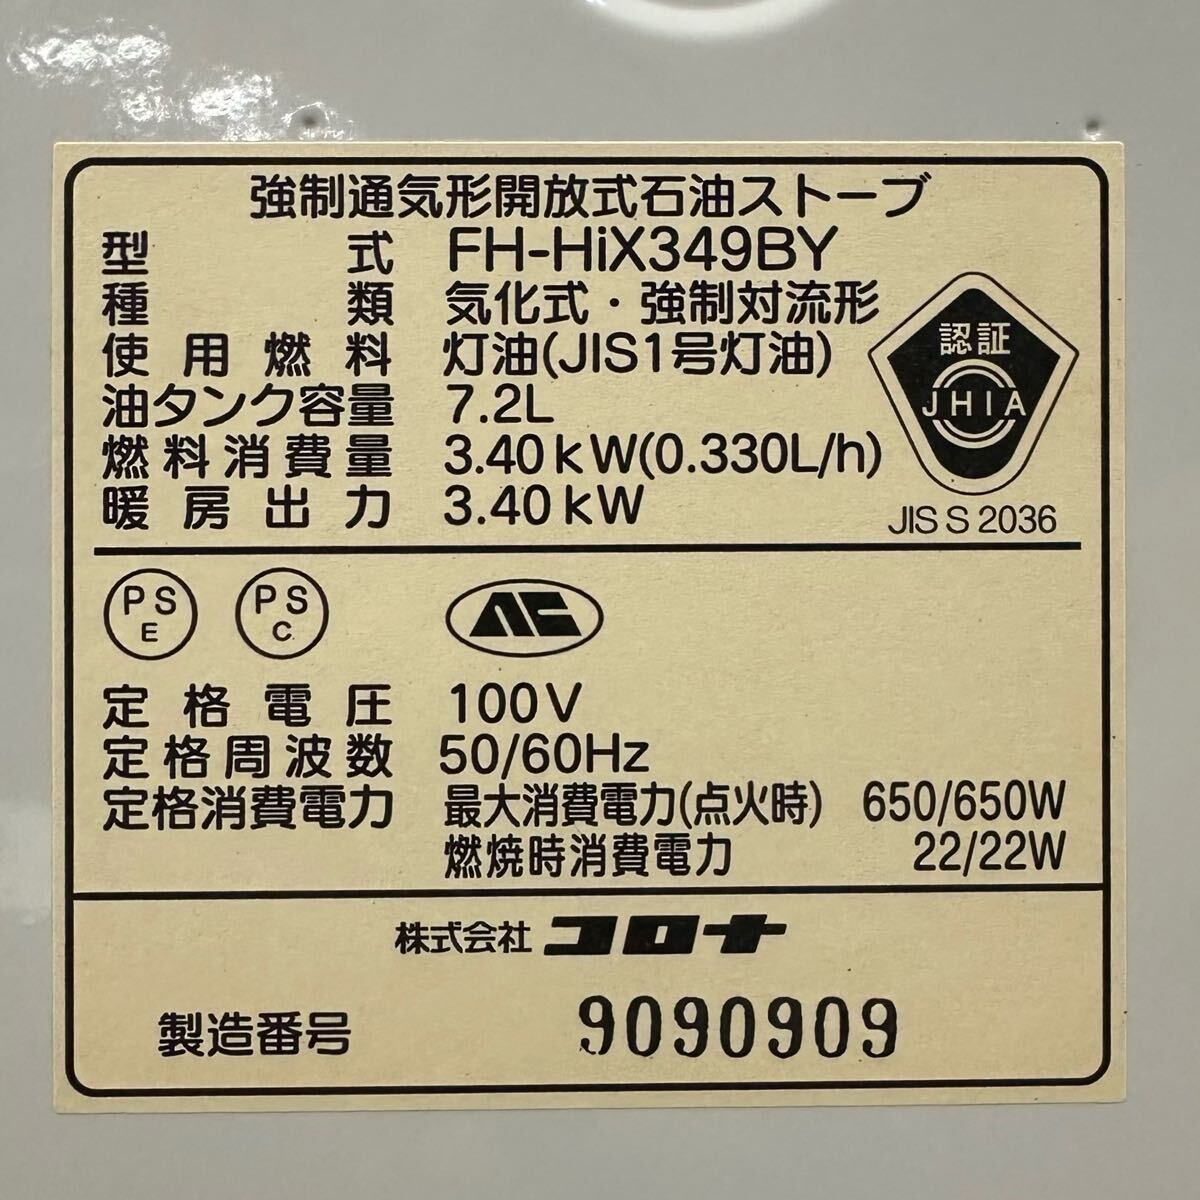 強制通気形開放式石油ストーブ
型式 FH-HiX349BY
種類 気化式・強制対流形
使用燃料 灯油(JIS1号灯油)
油タンク容量 7.2L
燃料消費量 3.40kW(0.330L/h)
暖房出力 3.40kW
認証
JHIA
JIS S 2036
PS
E
PS
C
定格電圧 100V
定格周波数 50/60Hz
定格消費電力 最大消費電力(点火時) 650/650W
燃焼時消費電力 22/22W
株式会社 コロナ
製造番号 9090909